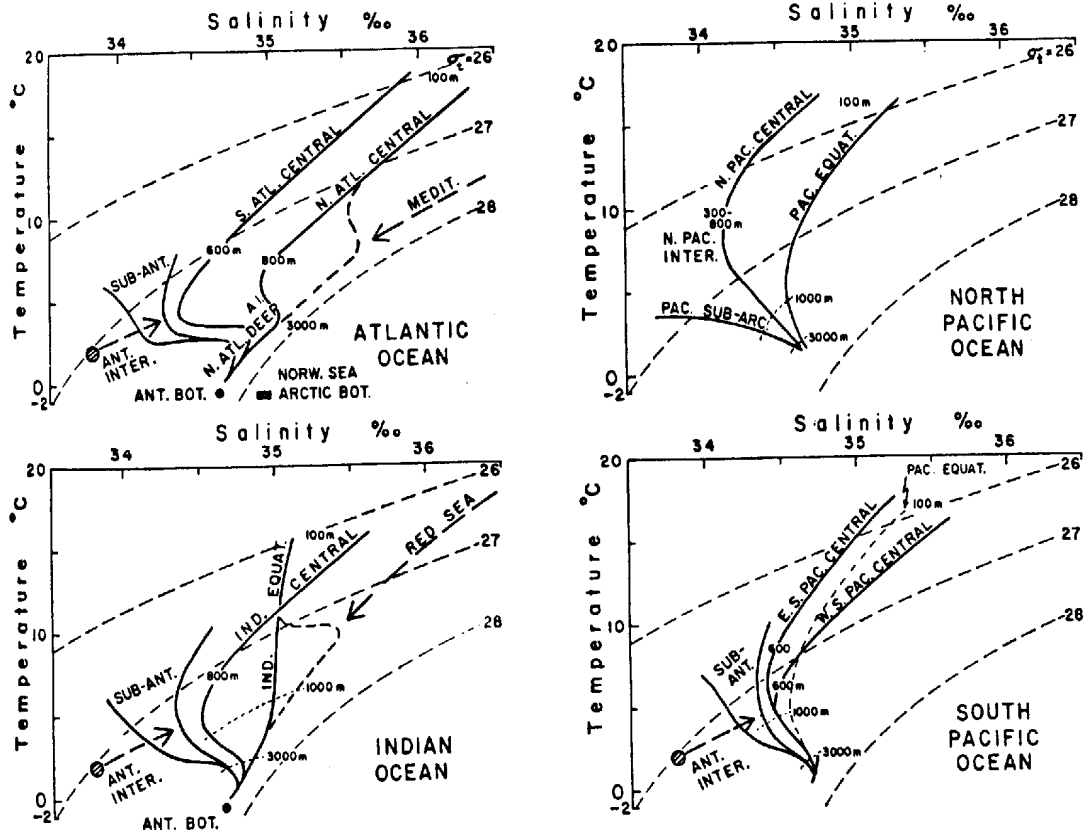 Salinity ‰
34 35 36
20
10
0
-2
Temperature °C
σt=26
27
28
100m
S. ATL. CENTRAL
N. ATL. CENTRAL
MEDIT.
600m
800m
SUB-ANT.
A.I.
N. ATL. DEEP
3000m
ANT. INTER.
ATLANTIC
OCEAN
ANT. BOT.
NORW. SEA
ARCTIC BOT.
Salinity ‰
34 35 36
20
10
0
-2
Temperature °C
σt=26
27
28
100m
N. PAC. CENTRAL
PAC. EQUAT.
300-
800m
N. PAC.
INTER.
1000m
PAC. SUB-ARC.
3000m
NORTH
PACIFIC
OCEAN
Salinity ‰
34 35 36
20
10
0
-2
Temperature °C
26
27
28
100m
RED SEA
EQUAT.
IND.
IND. CENTRAL
800m
1000m
SUB-ANT.
3000m
ANT.
INTER.
INDIAN
OCEAN
ANT. BOT.
Salinity ‰
34 35 36
20
10
0
-2
Temperature °C
26
27
28
PAC. EQUAT.
100m
E.S. PAC. CENTRAL
W.S. PAC. CENTRAL
600
600m
SUB-
ANT.
1000m
3000m
ANT.
INTER.
SOUTH
PACIFIC
OCEAN